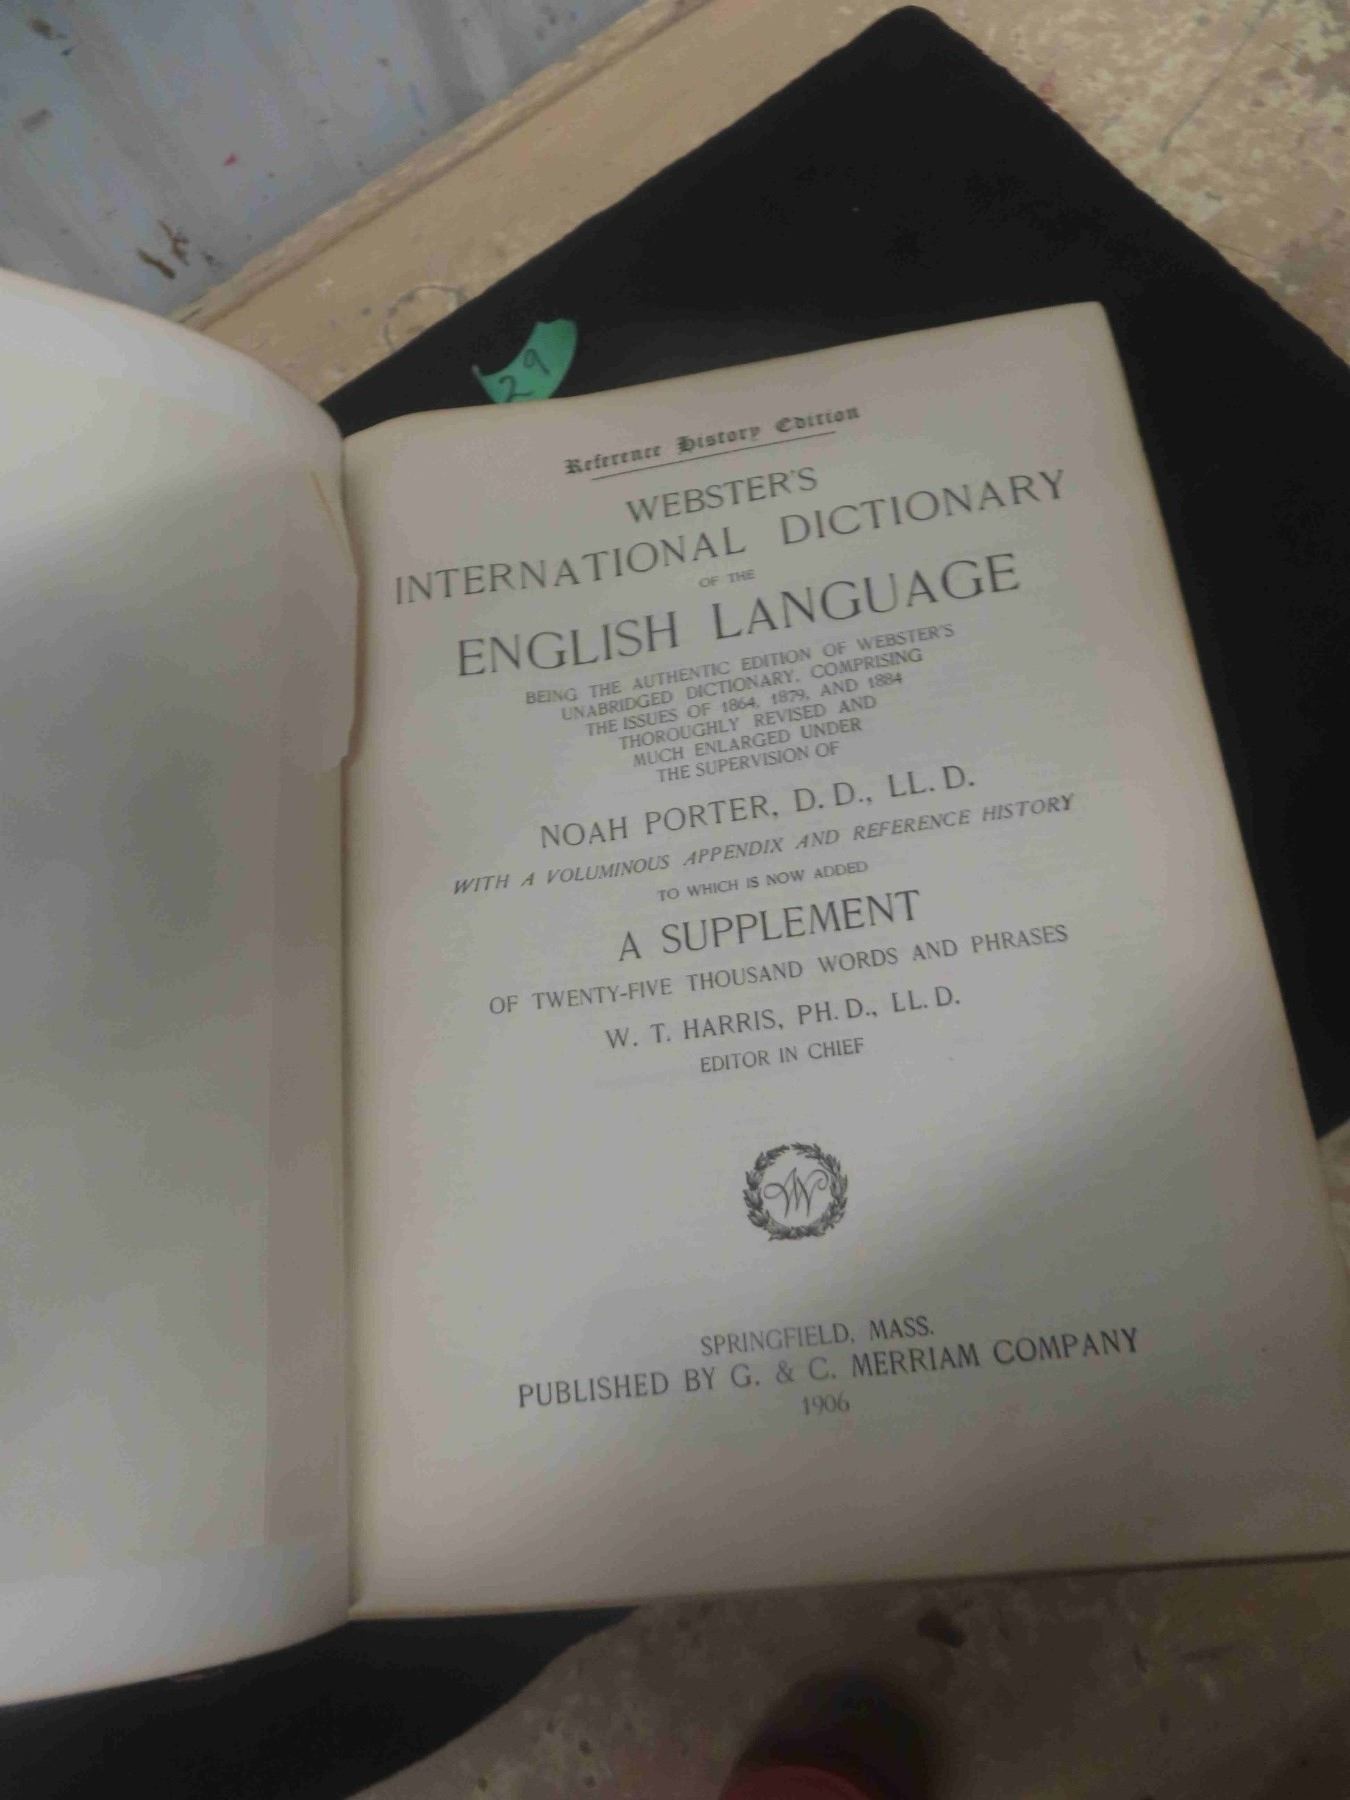 29
Reference History Edition
WEBSTER'S
INTERNATIONAL DICTIONARY
OF THE
ENGLISH LANGUAGE
BEING THE AUTHENTIC EDITION OF WEBSTER'S
UNABRIDGED DICTIONARY, COMPRISING
THE ISSUES OF 1864, 1879, AND 1884
THOROUGHLY REVISED AND
MUCH ENLARGED UNDER
THE SUPERVISION OF
NOAH PORTER, D. D., LL. D.
WITH A VOLUMINOUS APPENDIX AND REFERENCE HISTORY
TO WHICH IS NOW ADDED
A SUPPLEMENT
OF TWENTY-FIVE THOUSAND WORDS AND PHRASES
W. T. HARRIS, PH. D., LL. D.
EDITOR IN CHIEF
W
SPRINGFIELD, MASS.
PUBLISHED BY G. & C. MERRIAM COMPANY
1906